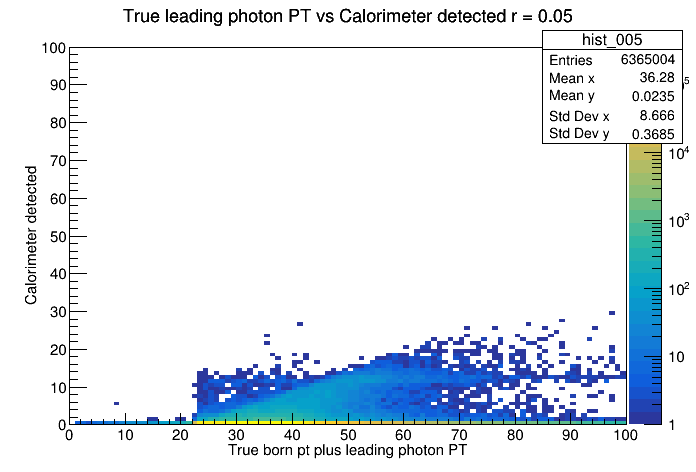 True leading photon PT vs Calorimeter detected r = 0.05
hist_005
Entries 6365004
Mean x 36.28
Mean y 0.0235
Std Dev x 8.666
Std Dev y 0.3685
100
90
80
70
60
50
40
30
20
10
0
Calorimeter detected
0 10 20 30 40 50 60 70 80 90 100
True born pt plus leading photon PT
10⁴
10³
10²
10
1